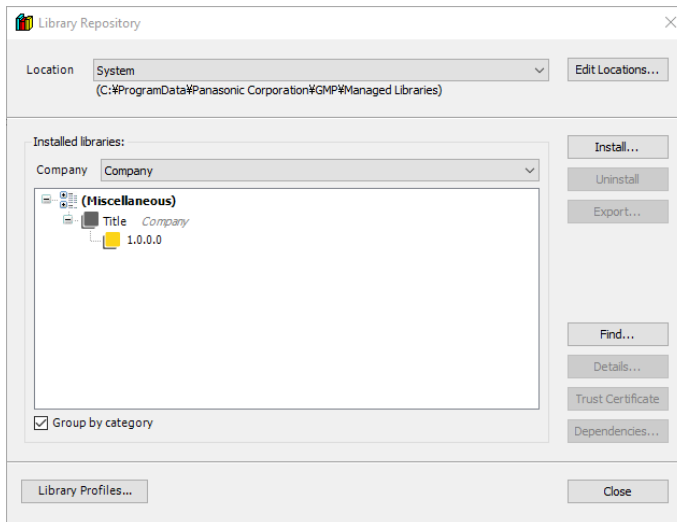 Library Repository
Location System Edit Locations...
(C:¥ProgramData¥Panasonic Corporation¥GMP¥Managed Libraries)
Installed libraries:
Install...
Company Company
Uninstall
(Miscellaneous)
Export...
Title Company
1.0.0.0
Find...
Details...
Trust Certificate
Group by category
Dependencies...
Library Profiles... Close